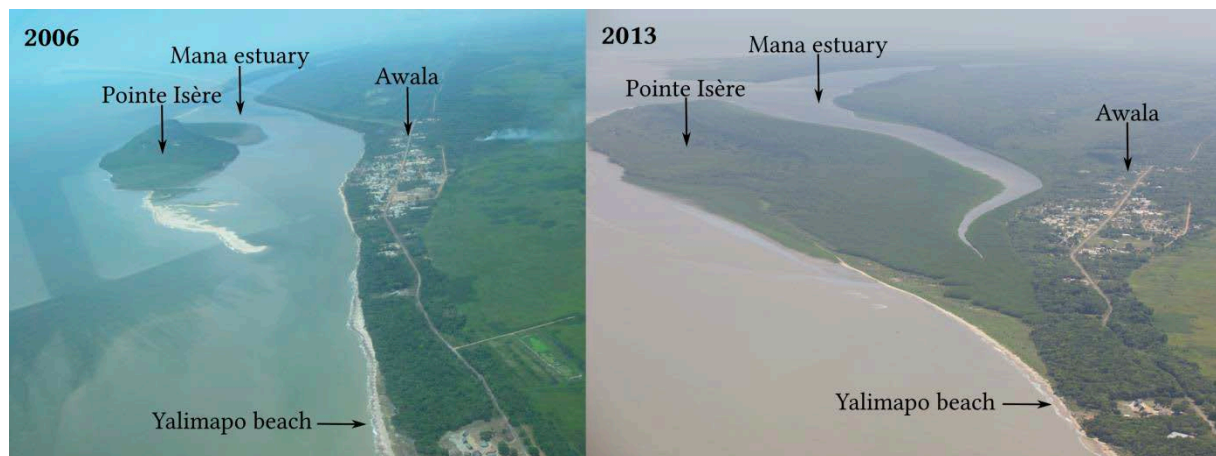 2006
Mana estuary
Pointe Isère
Awala
Yalimapo beach
2013
Mana estuary
Pointe Isère
Awala
Yalimapo beach